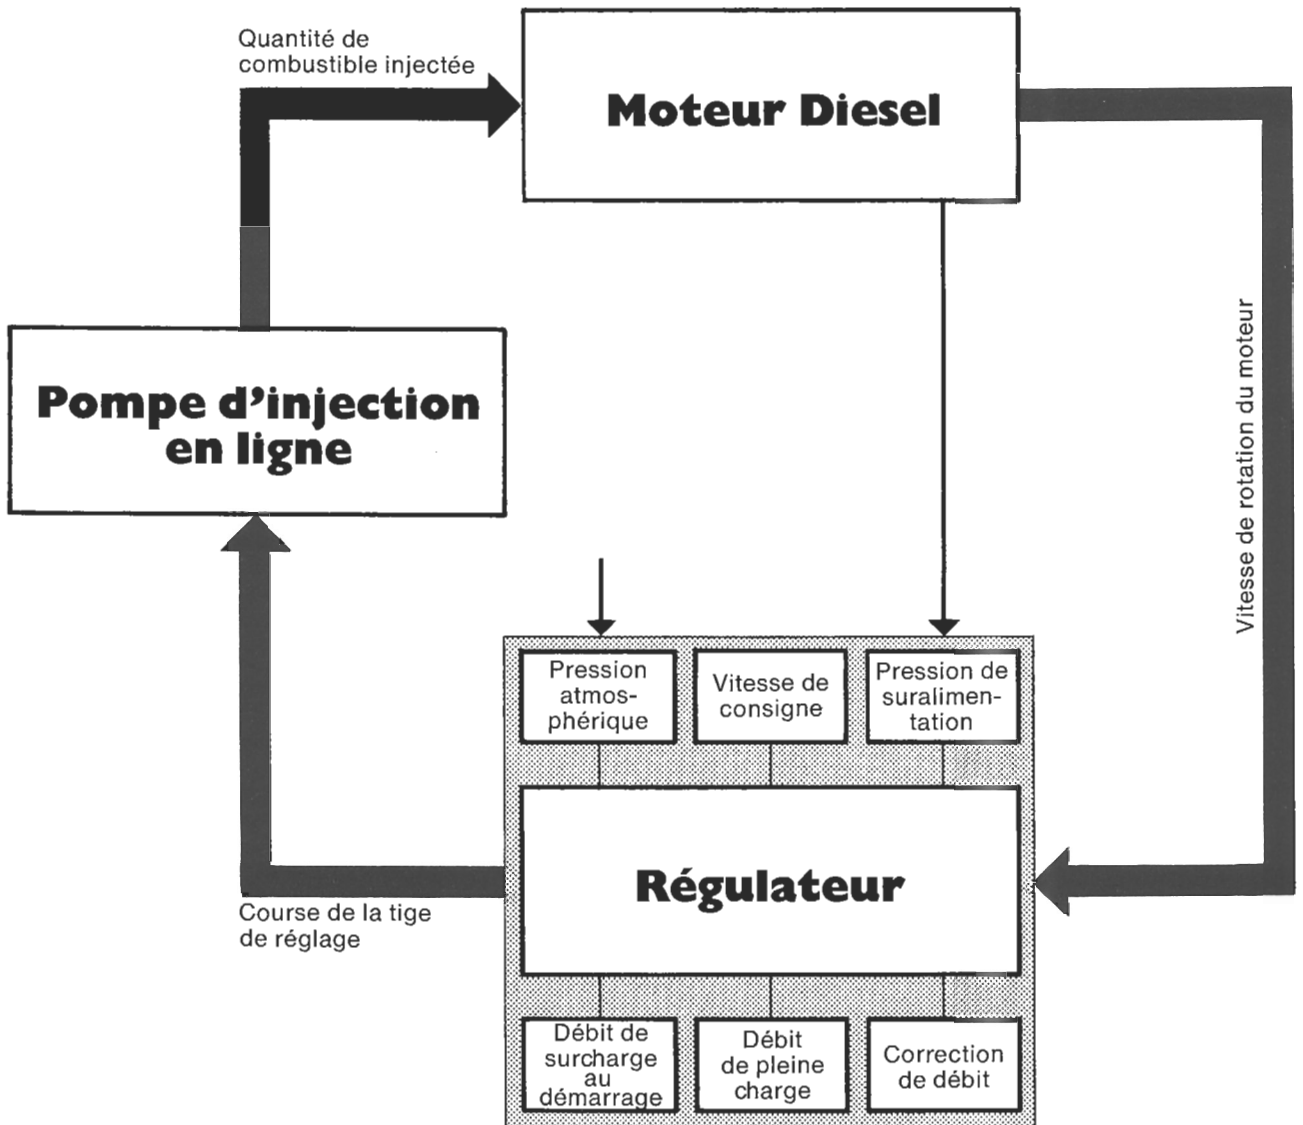 Quantité de
combustible injectée
Moteur Diesel
Pompe d'injection
en ligne
Vitesse de rotation du moteur
Pression
atmos-
phérique
Vitesse de
consigne
Pression de
suralimen-
tation
Régulateur
Course de la tige
de réglage
Débit de
surcharge
au
démarrage
Débit
de pleine
charge
Correction
de débit